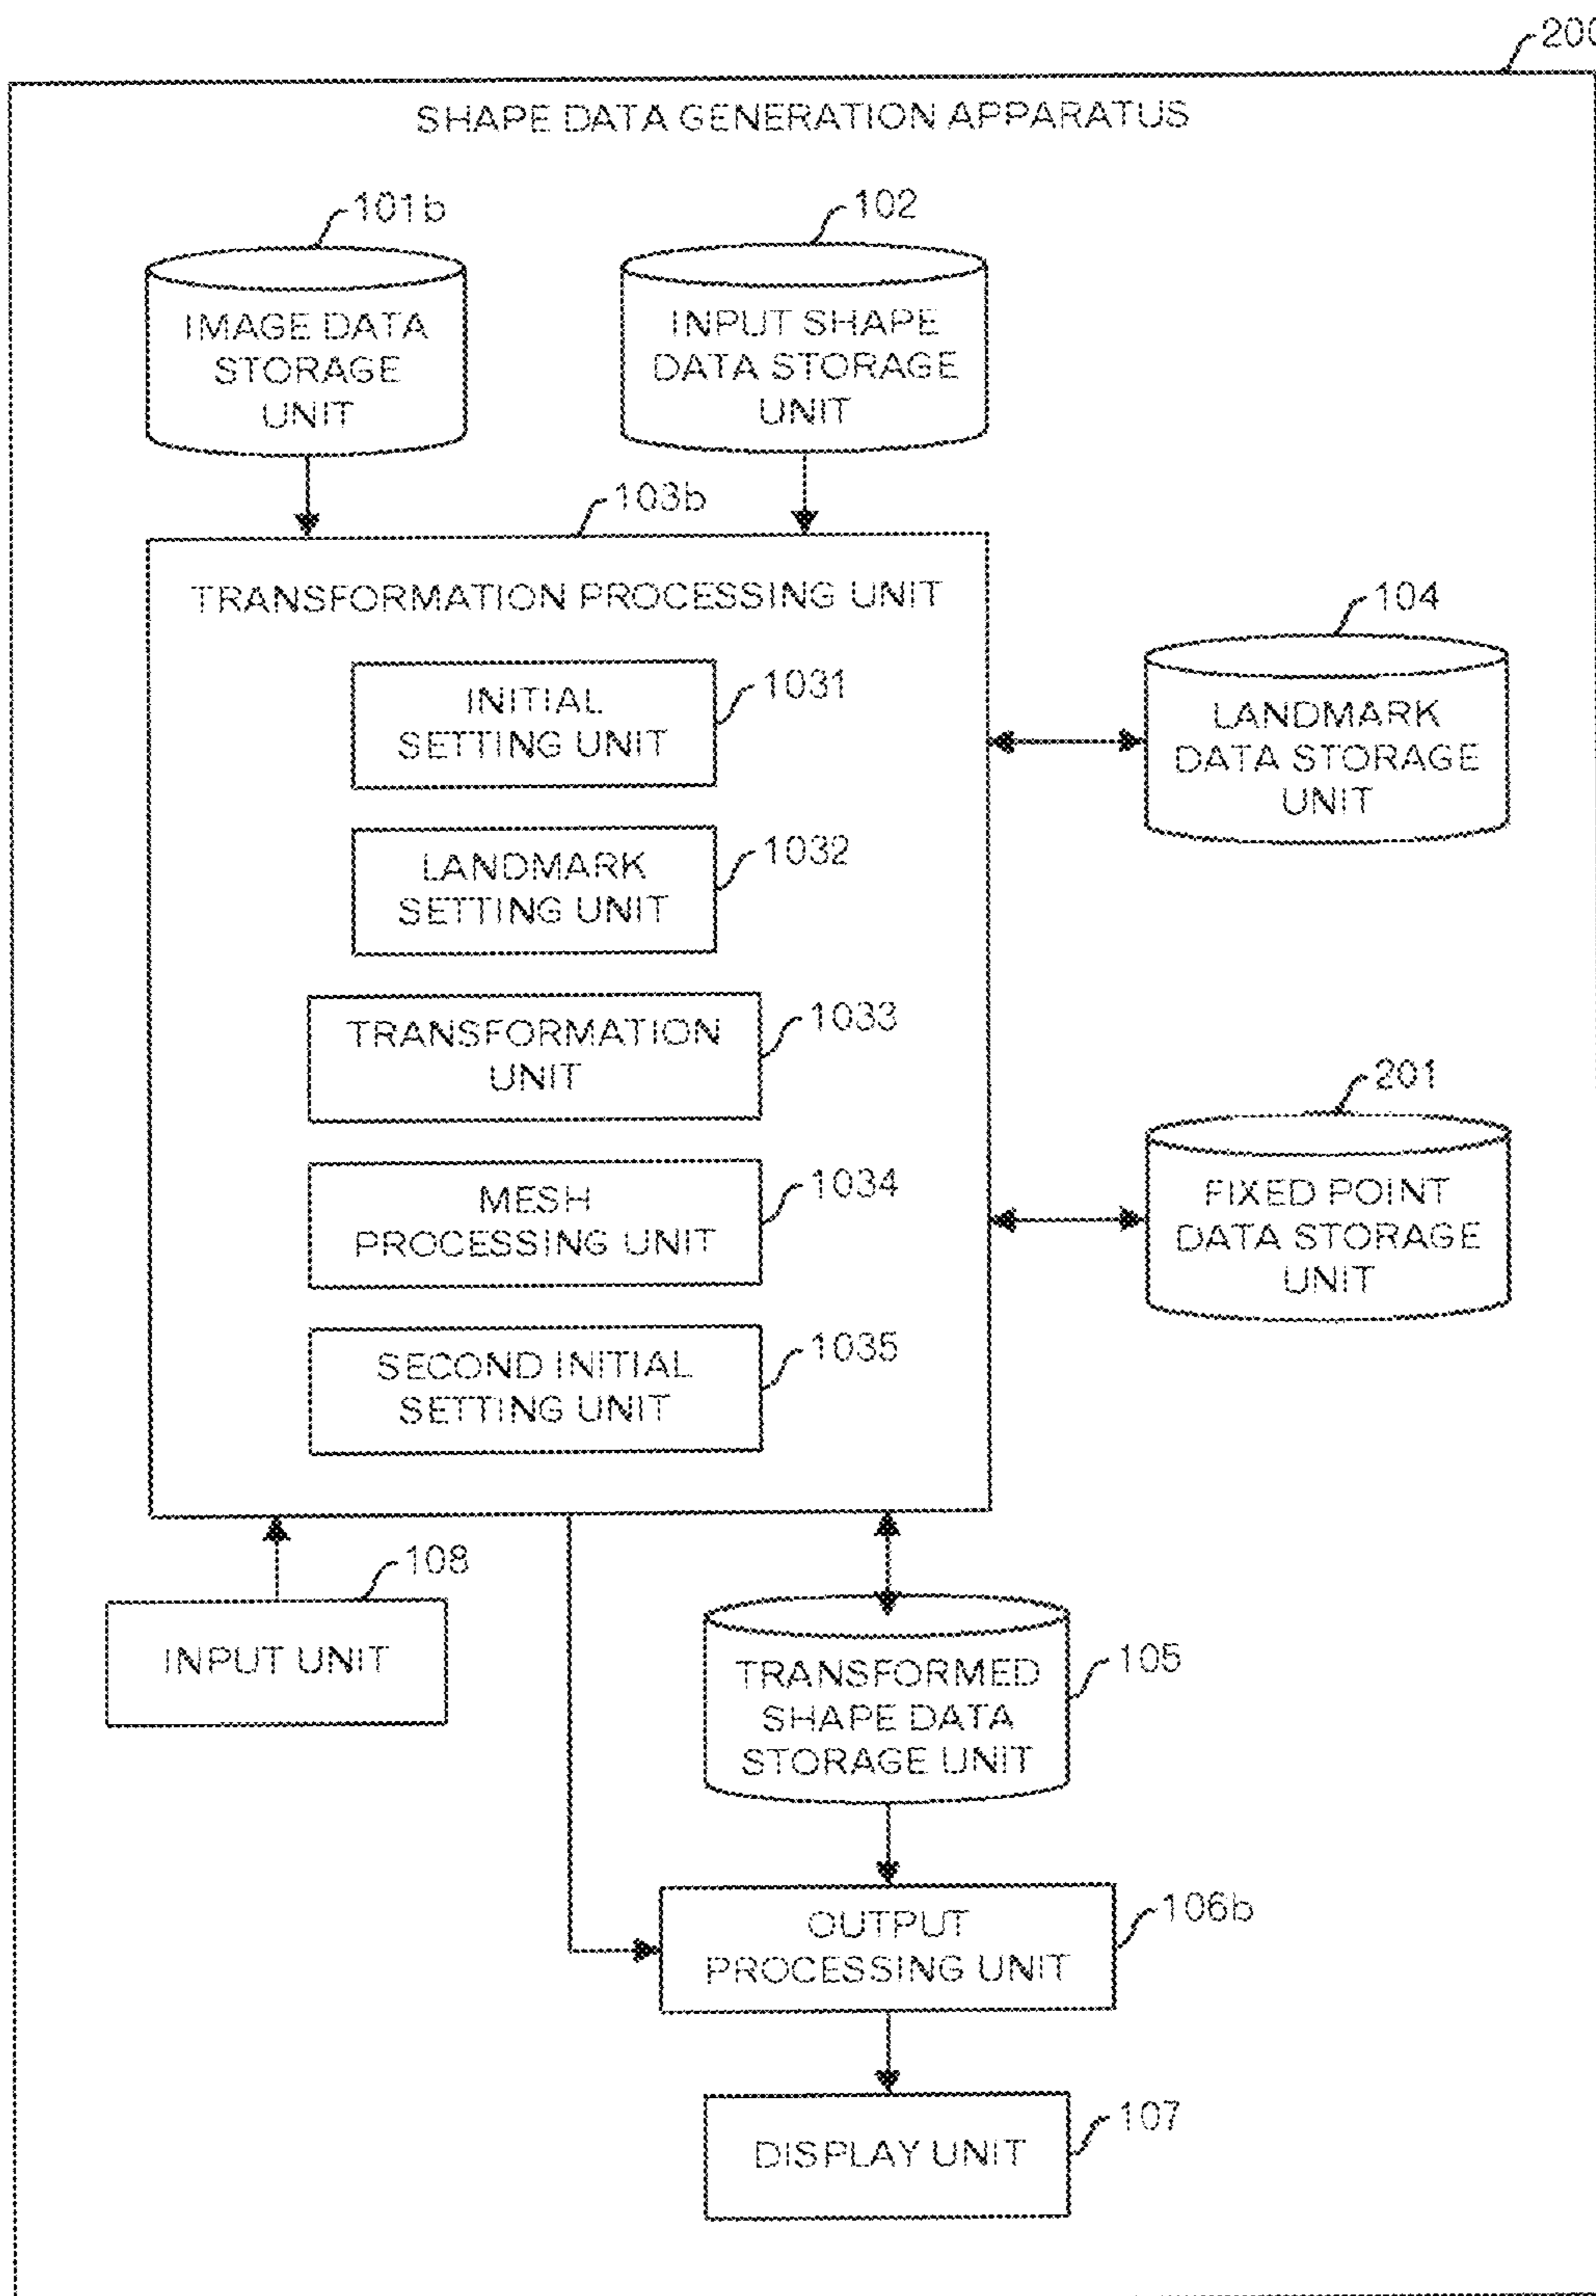 200
SHAPE DATA GENERATION APPARATUS
101b
102
IMAGE DATA
STORAGE
UNIT
INPUT SHAPE
DATA STORAGE
UNIT
103b
TRANSFORMATION PROCESSING UNIT
104
INITIAL
SETTING UNIT
1031
LANDMARK
DATA STORAGE
UNIT
LANDMARK
SETTING UNIT
1032
TRANSFORMATION
UNIT
1033
201
MESH
PROCESSING UNIT
1034
FIXED POINT
DATA STORAGE
UNIT
SECOND INITIAL
SETTING UNIT
1035
108
INPUT UNIT
TRANSFORMED
SHAPE DATA
STORAGE UNIT
105
OUTPUT
PROCESSING UNIT
106b
DISPLAY UNIT
107